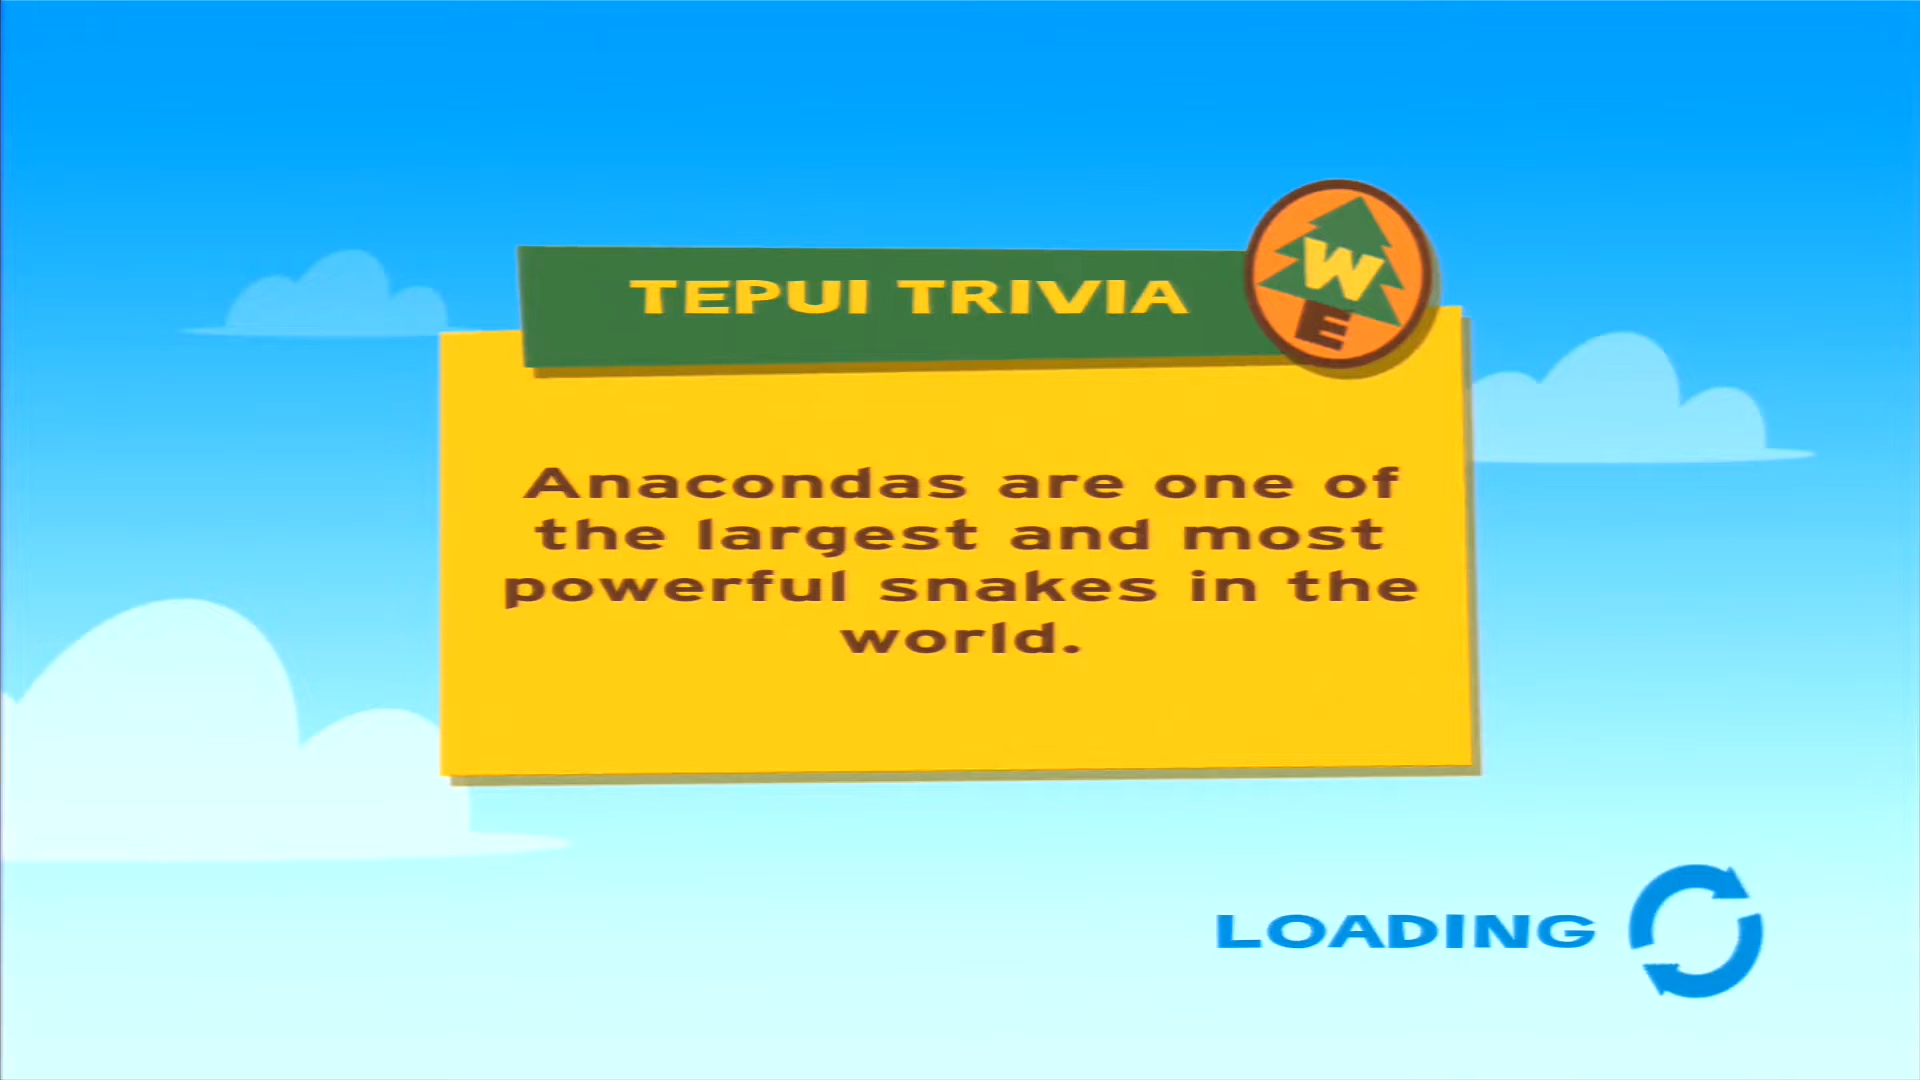 TEPUI TRIVIA
W
E
Anacondas are one of
the largest and most
powerful snakes in the
world.
LOADING